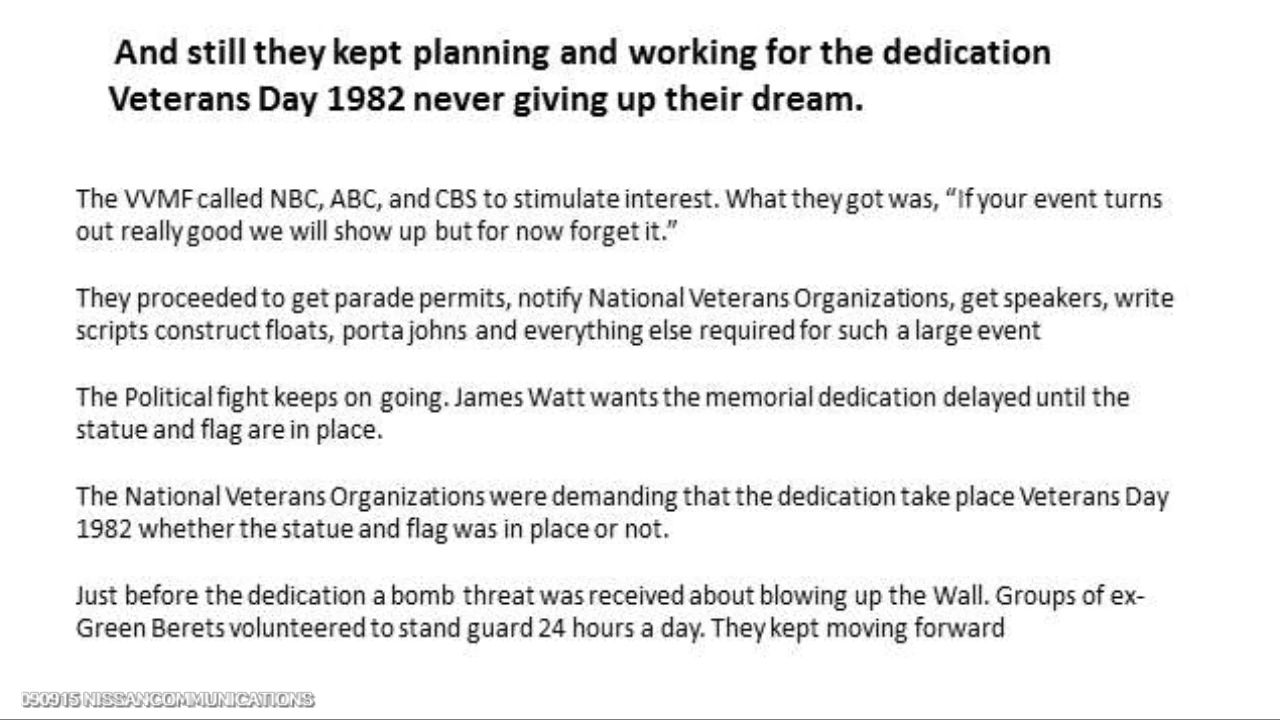 And still they kept planning and working for the dedication
Veterans Day 1982 never giving up their dream.
The VVMF called NBC, ABC, and CBS to stimulate interest. What they got was, “If your event turns
out really good we will show up but for now forget it.”
They proceeded to get parade permits, notify National Veterans Organizations, get speakers, write
scripts construct floats, porta johns and everything else required for such a large event
The Political fight keeps on going. James Watt wants the memorial dedication delayed until the
statue and flag are in place.
The National Veterans Organizations were demanding that the dedication take place Veterans Day
1982 whether the statue and flag was in place or not.
Just before the dedication a bomb threat was received about blowing up the Wall. Groups of ex-
Green Berets volunteered to stand guard 24 hours a day. They kept moving forward
090915 NISSANCOMMUNICATIONS